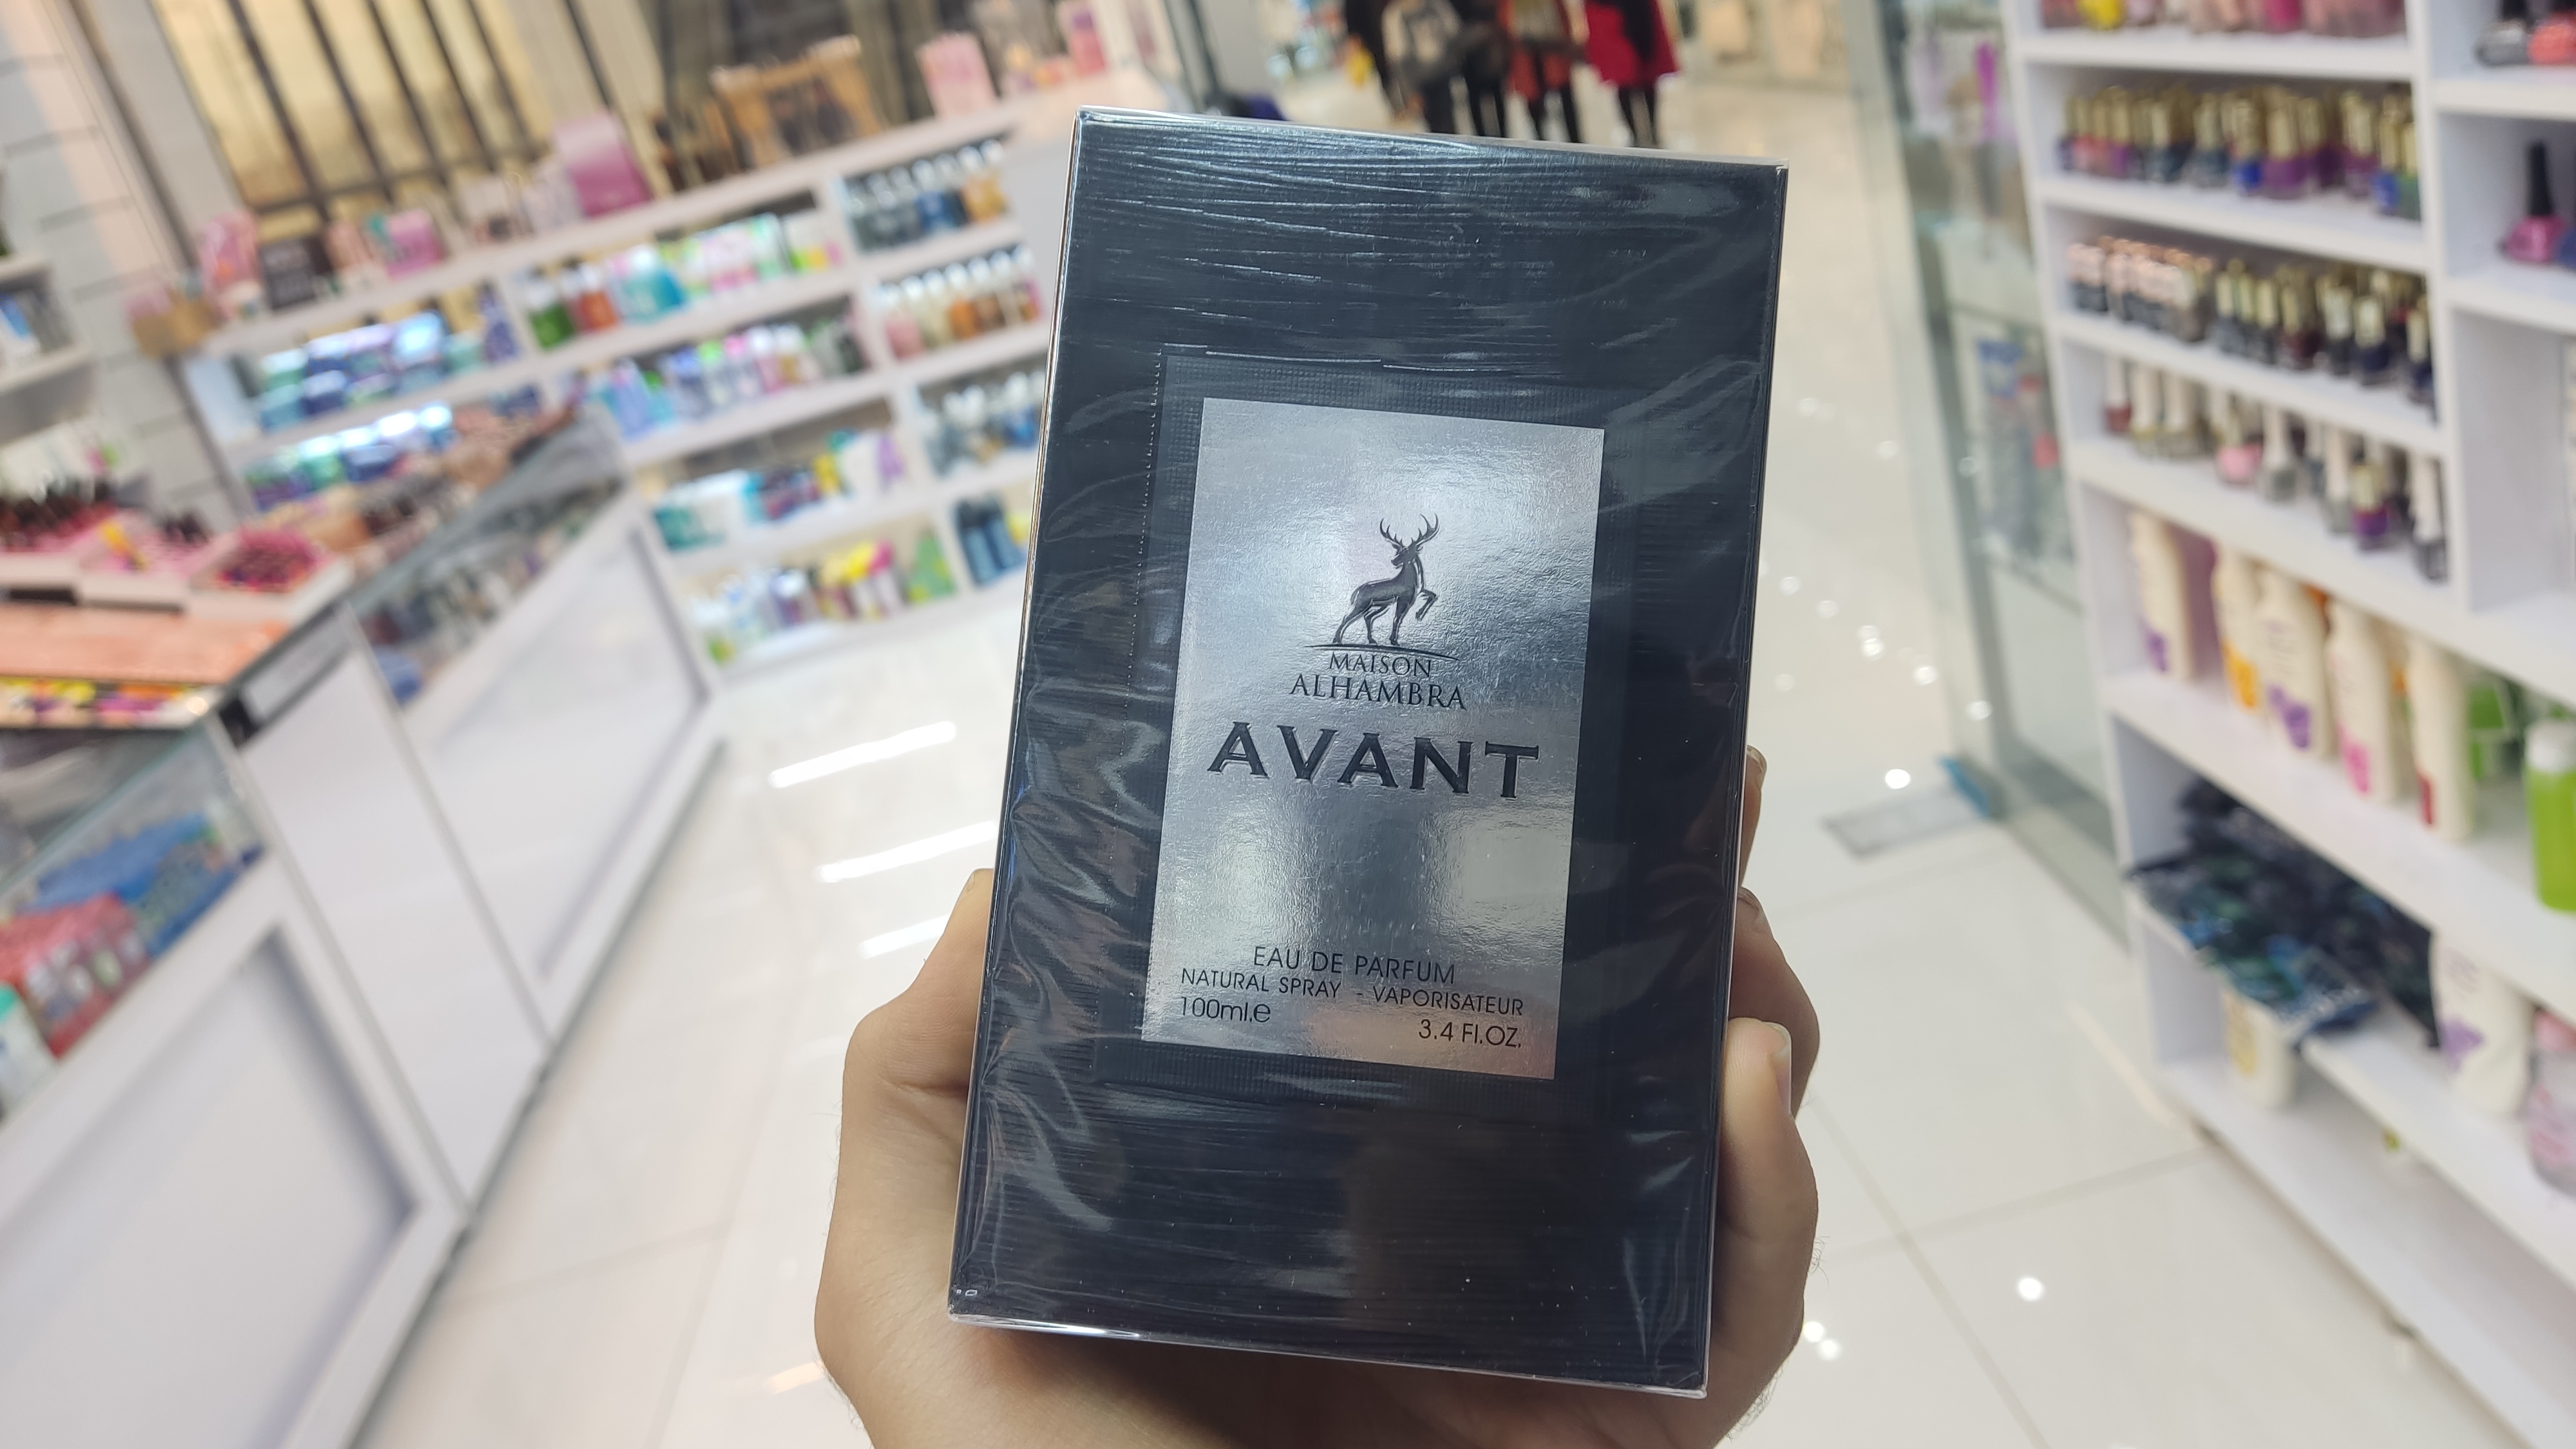 MAISON
ALHAMBRA
AVANT
EAU DE PARFUM
NATURAL SPRAY - VAPORISATEUR
100ml.e
3.4 Fl.OZ.